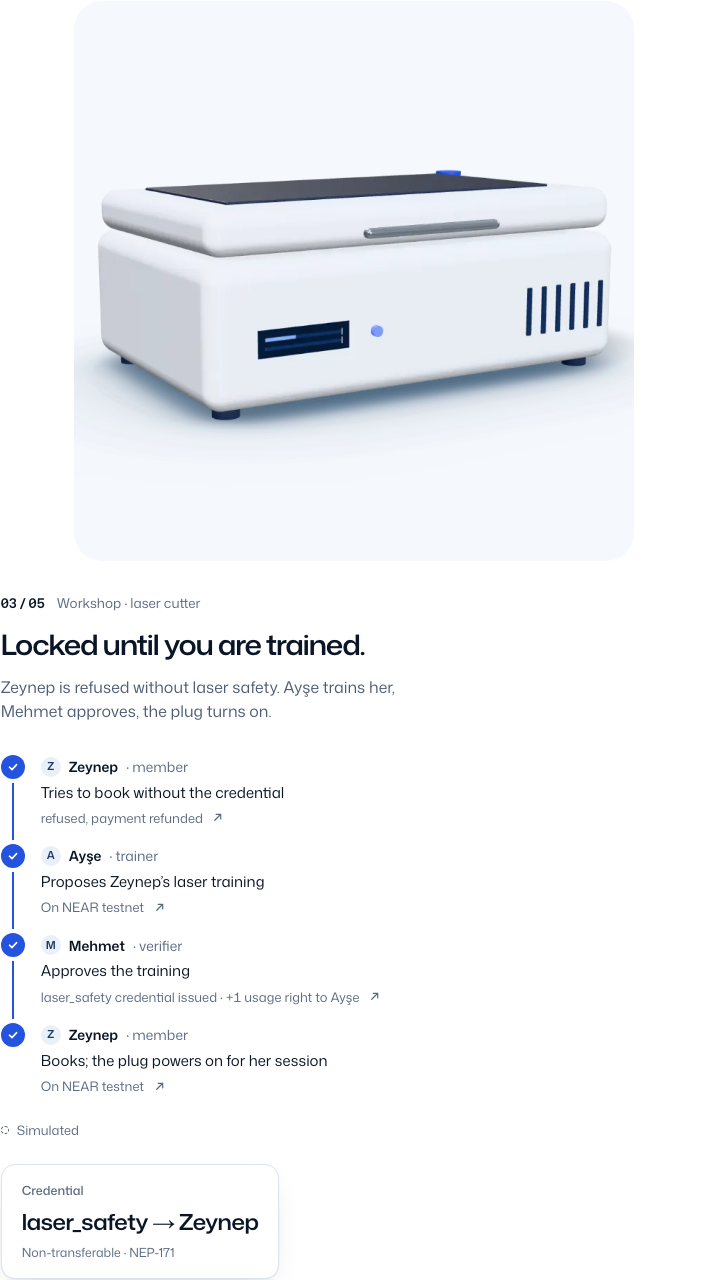 03 / 05 Workshop · laser cutter
Locked until you are trained.
Zeynep is refused without laser safety. Ayşe trains her,
Mehmet approves, the plug turns on.
Z Zeynep · member
Tries to book without the credential
refused, payment refunded ↗
A Ayşe · trainer
Proposes Zeynep’s laser training
On NEAR testnet ↗
M Mehmet · verifier
Approves the training
laser_safety credential issued · +1 usage right to Ayşe ↗
Z Zeynep · member
Books; the plug powers on for her session
On NEAR testnet ↗
Simulated
Credential
laser_safety → Zeynep
Non-transferable · NEP-171